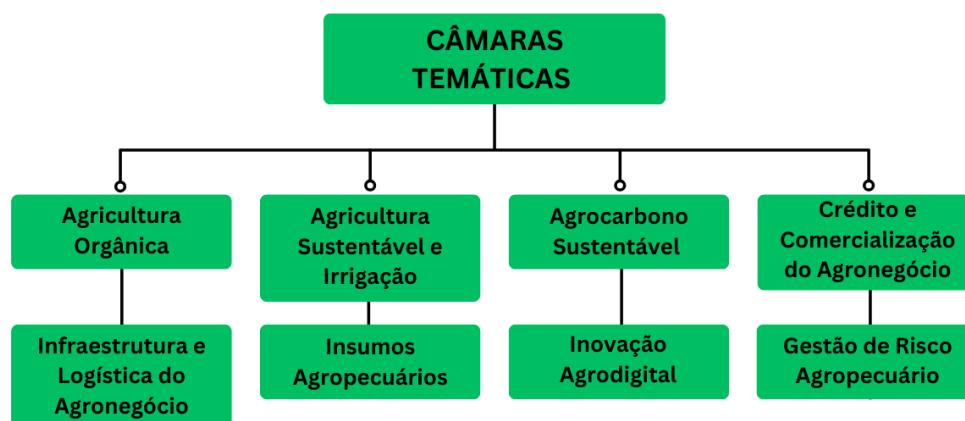 CÂMARAS
TEMÁTICAS
Agricultura
Orgânica
Agricultura
Sustentável e
Irrigação
Agrocarbono
Sustentável
Crédito e
Comercialização
do Agronegócio
Infraestrutura e
Logística do
Agronegócio
Insumos
Agropecuários
Inovação
Agrodigital
Gestão de Risco
Agropecuário